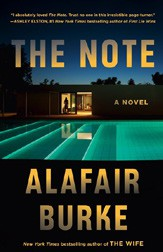 "I absolutely loved The Note. Trust no one in this irresistible page turner."
—ASHLEY ELSTON, #1 New York Times bestselling author of First Lie Wins
THE NOTE
A NOVEL
ALAFAIR
BURKE
New York Times bestselling author of THE WIFE